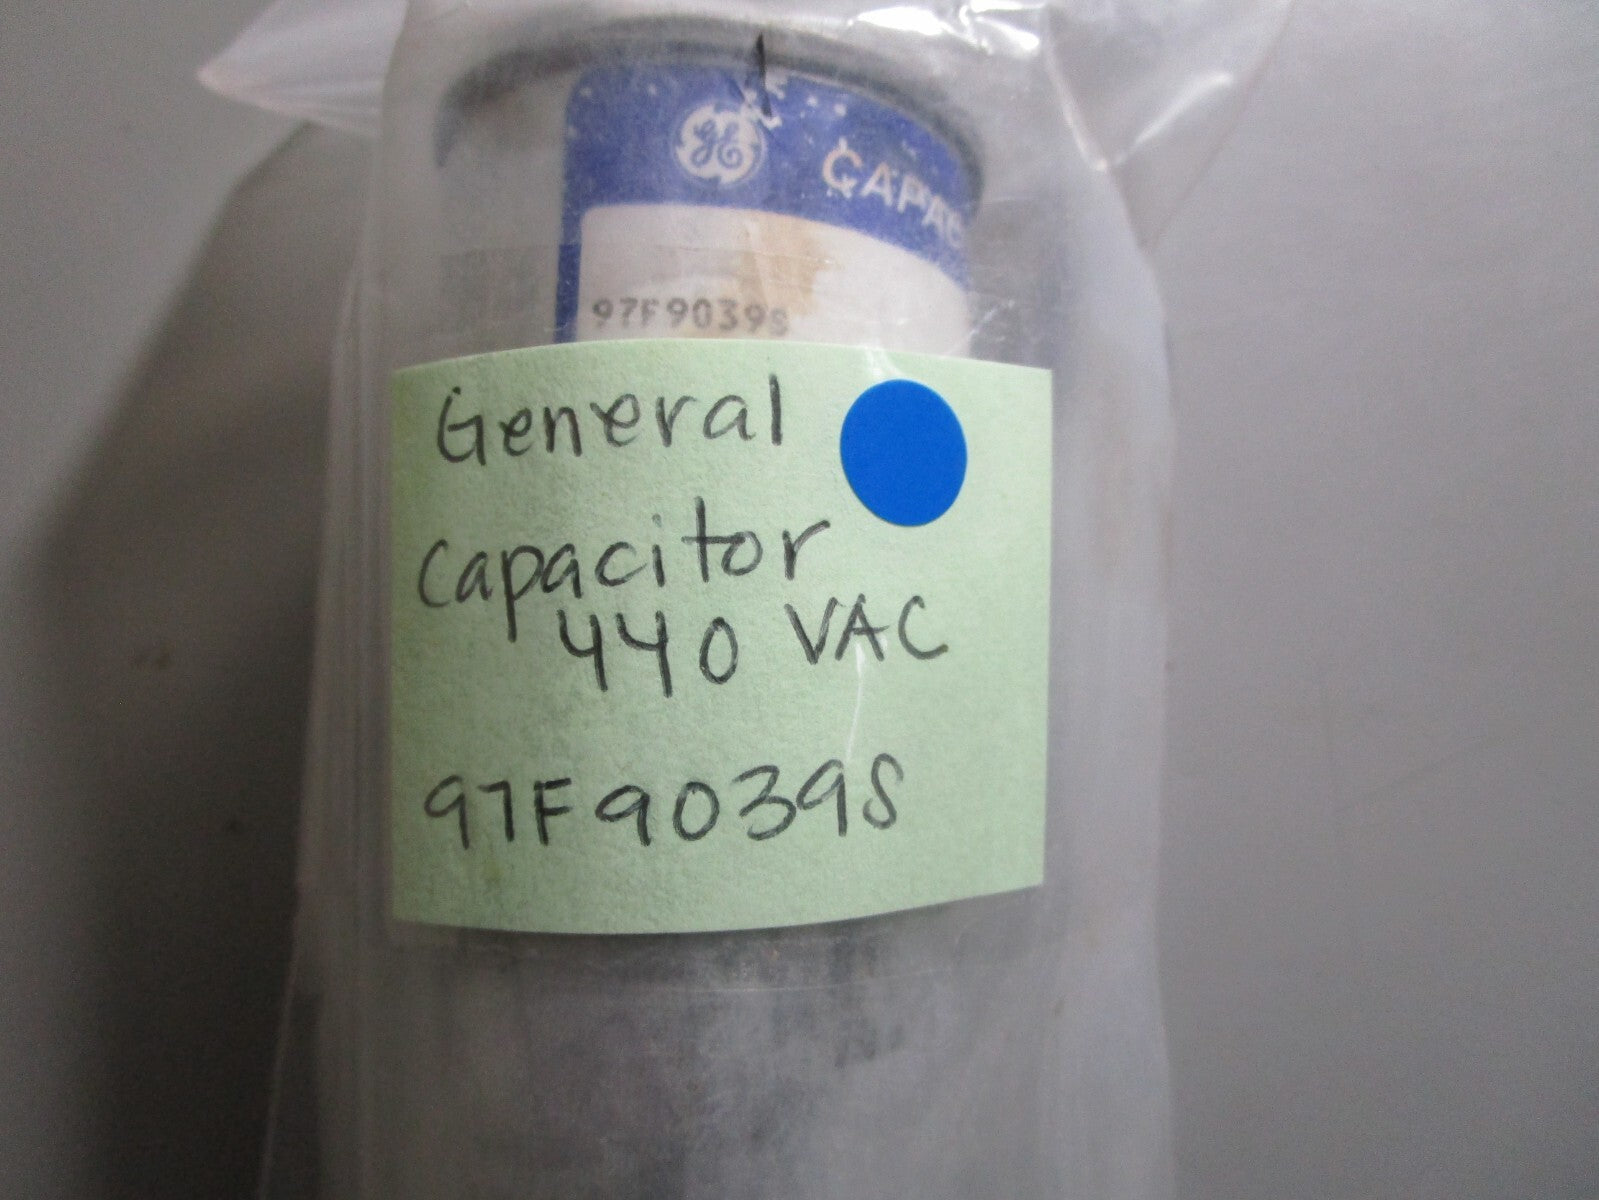 GE CAPAC
97F9039S
General
Capacitor
440 VAC
97F9039S